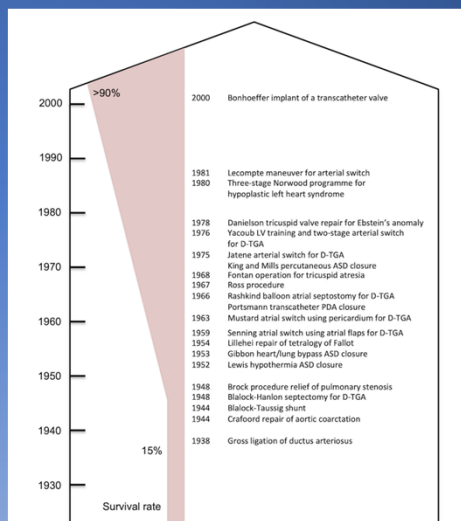 >90%
2000
2000 Bonhoeffer implant of a transcatheter valve
1990
1981 Lecompte maneuver for arterial switch
1980 Three-stage Norwood programme for
hypoplastic left heart syndrome
1980
1978 Danielson tricuspid valve repair for Ebstein's anomaly
1976 Yacoub LV training and two-stage arterial switch
for D-TGA
1975 Jatene arterial switch for D-TGA
King and Mills percutaneous ASD closure
1970
1968 Fontan operation for tricuspid atresia
1967 Ross procedure
1966 Rashkind balloon atrial septostomy for D-TGA
Portsmann transcatheter PDA closure
1963 Mustard atrial switch using pericardium for D-TGA
1960
1959 Senning atrial switch using atrial flaps for D-TGA
1954 Lillehei repair of tetralogy of Fallot
1953 Gibbon heart/lung bypass ASD closure
1952 Lewis hypothermia ASD closure
1950
1948 Brock procedure relief of pulmonary stenosis
1948 Blalock-Hanlon septectomy for D-TGA
1944 Blalock-Taussig shunt
1944 Crafoord repair of aortic coarctation
1940
1938 Gross ligation of ductus arteriosus
15%
1930
Survival rate